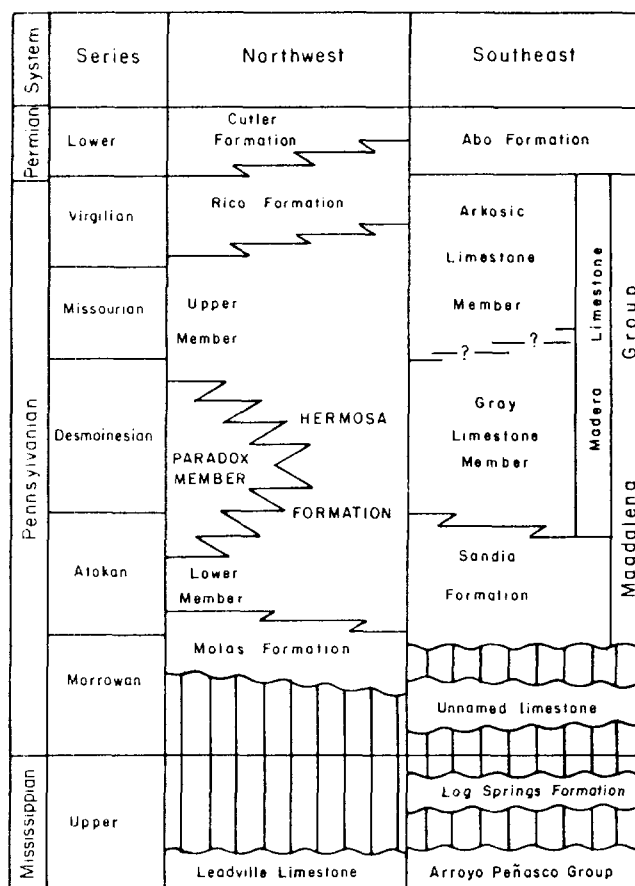 System
Series
Northwest
Southeast
Permian
Lower
Cutler
Formation
Abo Formation
Pennsylvanian
Virgilian
Rico Formation
Arkosic
Limestone
Member
Missourian
Upper
Member
? ?
Desmoinesian
HERMOSA
PARADOX
MEMBER
FORMATION
Gray
Limestone
Member
Madera Limestone
Magdalena Group
Atokan
Lower
Member
Sandia
Formation
Morrowan
Molas Formation
Unnamed Limestone
Mississippian
Upper
Log Springs Formation
Leadville Limestone
Arroyo Peñasco Group